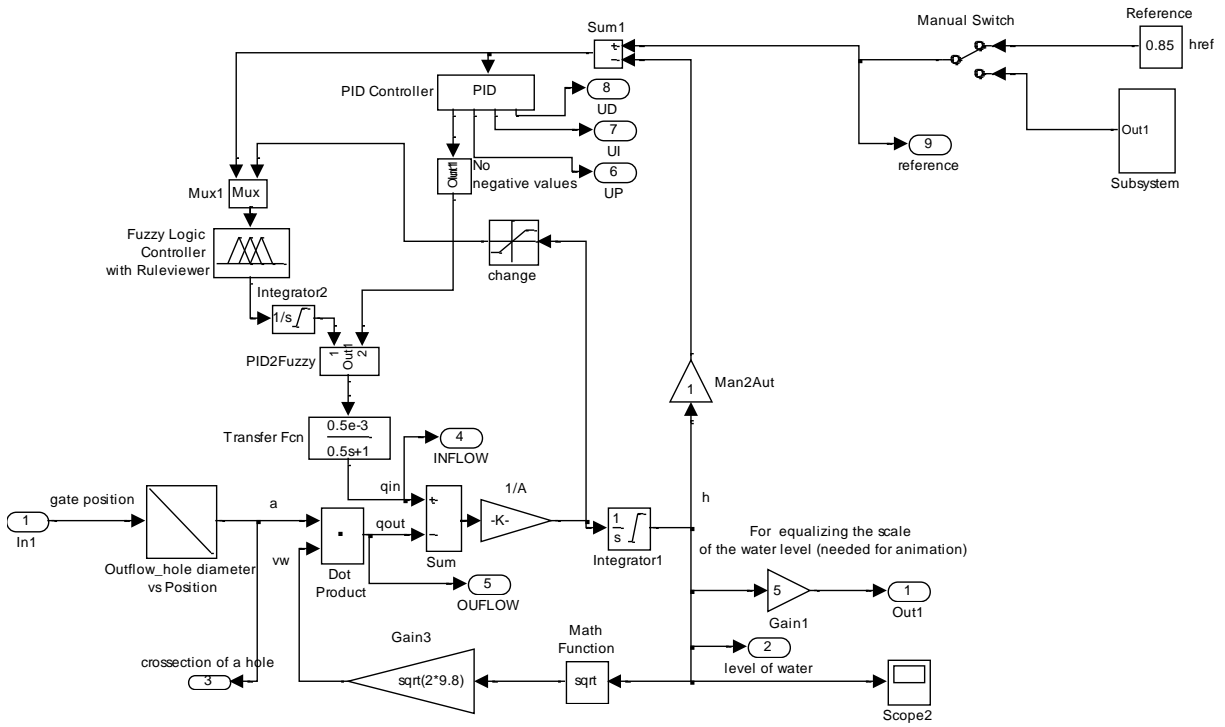 Sum1
+
−
Manual Switch
Reference
0.85
href
PID Controller
PID
8
UD
7
UI
6
UP
No
negative values
Out1
9
reference
Out1
Subsystem
Mux1
Mux
Fuzzy Logic
Controller
with Ruleviewer
change
Integrator2
1/s
PID2Fuzzy
1
Out1
2
Man2Aut
1
Transfer Fcn
0.5e-3
0.5s+1
4
INFLOW
gate position
1
In1
Outflow_hole diameter
vs Position
a
vw
Dot
Product
qin
qout
+
−
Sum
1/A
-K-
1
s
Integrator1
h
5
OUFLOW
For equalizing the scale
of the water level (needed for animation)
5
Gain1
1
Out1
crossection of a hole
3
Gain3
sqrt(2*9.8)
Math
Function
sqrt
2
level of water
Scope2